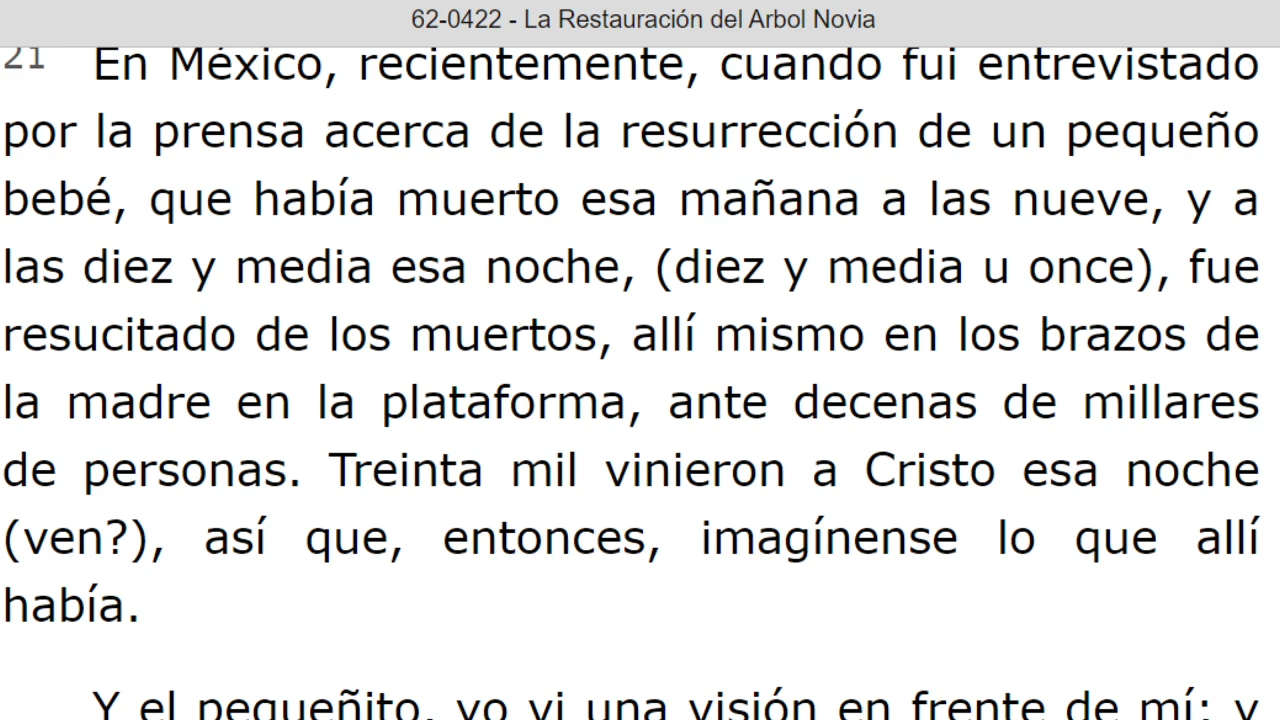 62-0422 - La Restauración del Arbol Novia
21 En México, recientemente, cuando fui entrevistado
por la prensa acerca de la resurrección de un pequeño
bebé, que había muerto esa mañana a las nueve, y a
las diez y media esa noche, (diez y media u once), fue
resucitado de los muertos, allí mismo en los brazos de
la madre en la plataforma, ante decenas de millares
de personas. Treinta mil vinieron a Cristo esa noche
(ven?), así que, entonces, imagínense lo que allí
había.
Y el pequeñito, yo vi una visión en frente de mí; y